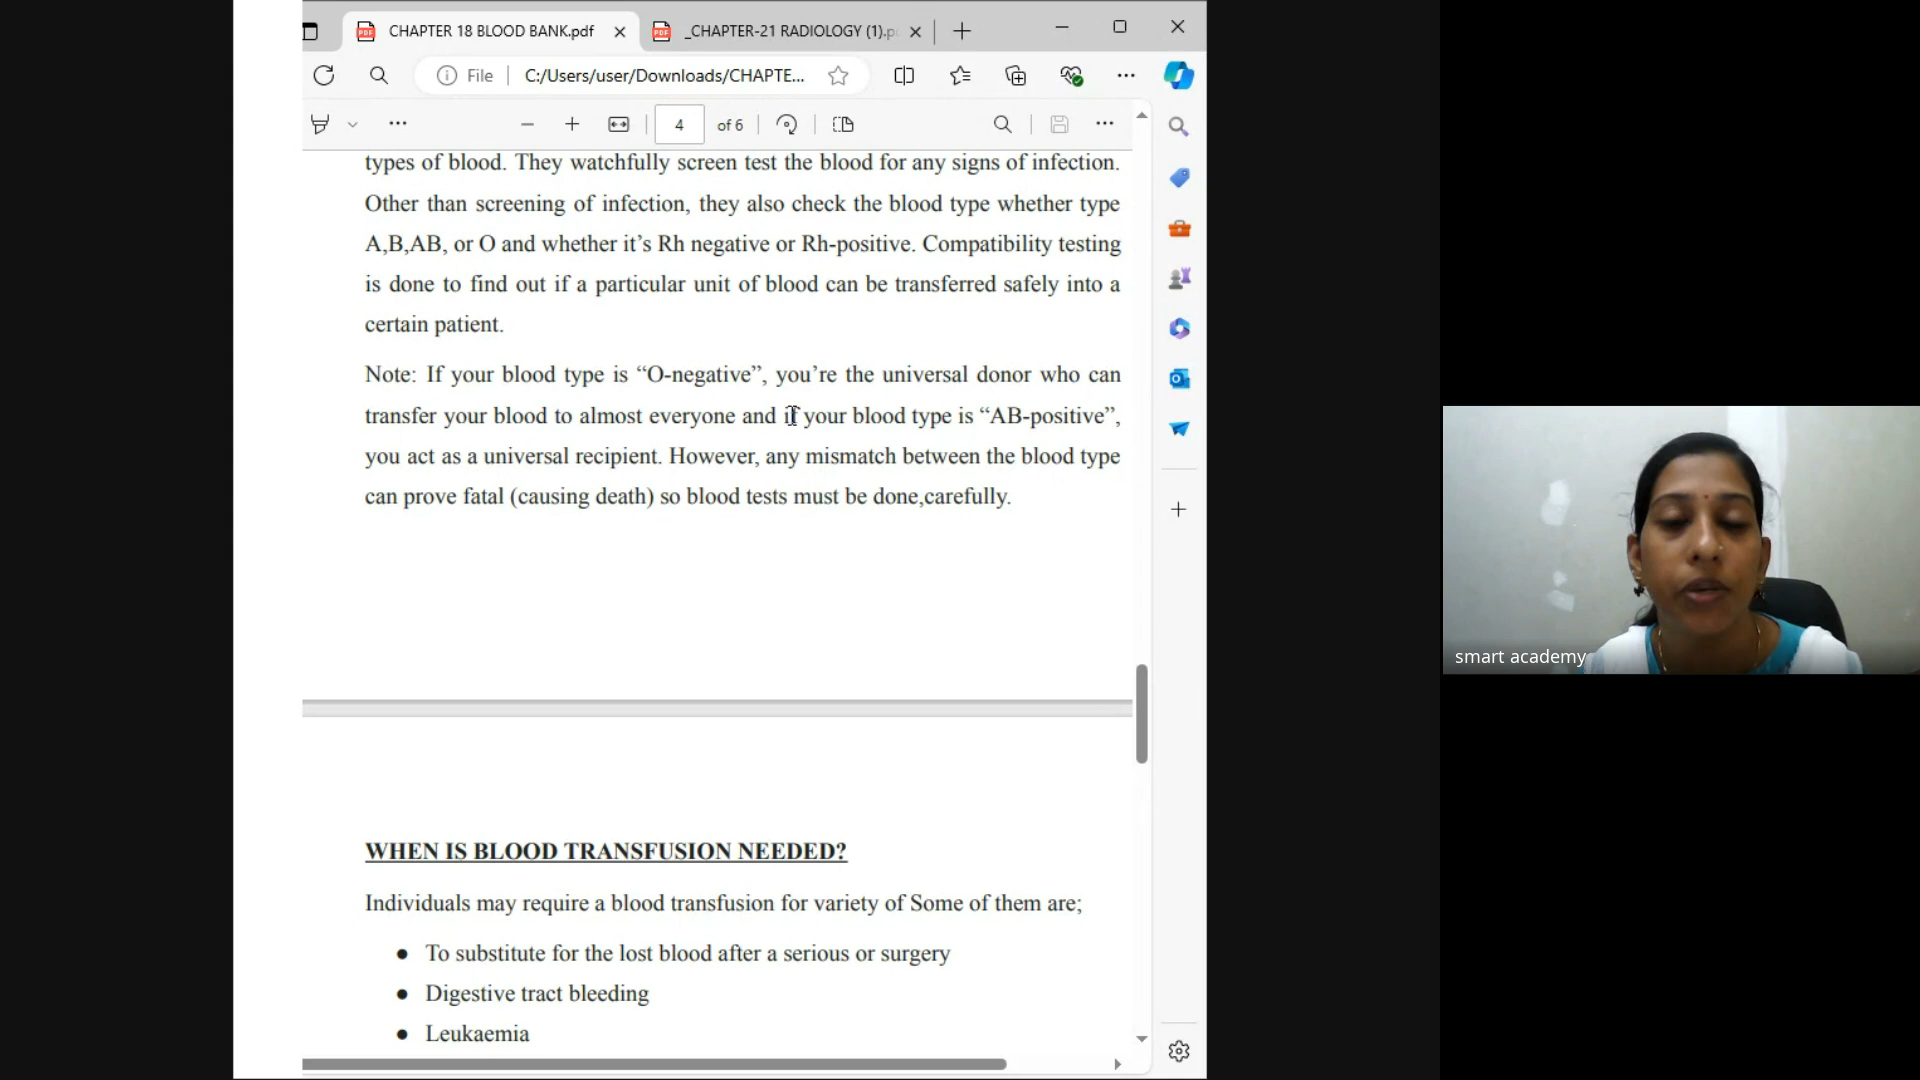 CHAPTER 18 BLOOD BANK.pdf
_CHAPTER-21 RADIOLOGY (1).p
File
C:/Users/user/Downloads/CHAPTE...
4 of 6
types of blood. They watchfully screen test the blood for any signs of infection.
Other than screening of infection, they also check the blood type whether type
A,B,AB, or O and whether it’s Rh negative or Rh-positive. Compatibility testing
is done to find out if a particular unit of blood can be transferred safely into a
certain patient.
Note: If your blood type is “O-negative”, you’re the universal donor who can
transfer your blood to almost everyone and if your blood type is “AB-positive”,
you act as a universal recipient. However, any mismatch between the blood type
can prove fatal (causing death) so blood tests must be done,carefully.
WHEN IS BLOOD TRANSFUSION NEEDED?
Individuals may require a blood transfusion for variety of Some of them are;
● To substitute for the lost blood after a serious or surgery
● Digestive tract bleeding
● Leukaemia
smart academy